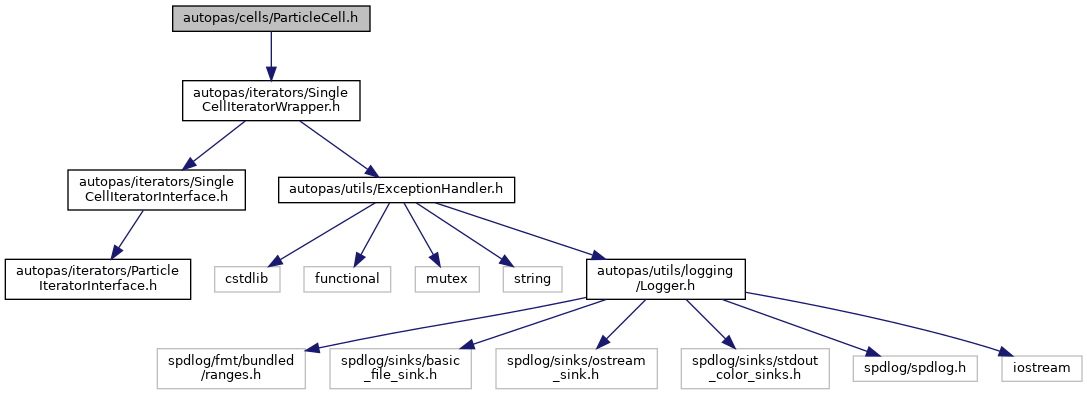 autopas/cells/ParticleCell.h
autopas/iterators/Single
CellIteratorWrapper.h
autopas/iterators/Single
CellIteratorInterface.h
autopas/utils/ExceptionHandler.h
autopas/iterators/Particle
IteratorInterface.h
cstdlib
functional
mutex
string
autopas/utils/logging
/Logger.h
spdlog/fmt/bundled
/ranges.h
spdlog/sinks/basic
_file_sink.h
spdlog/sinks/ostream
_sink.h
spdlog/sinks/stdout
_color_sinks.h
spdlog/spdlog.h
iostream